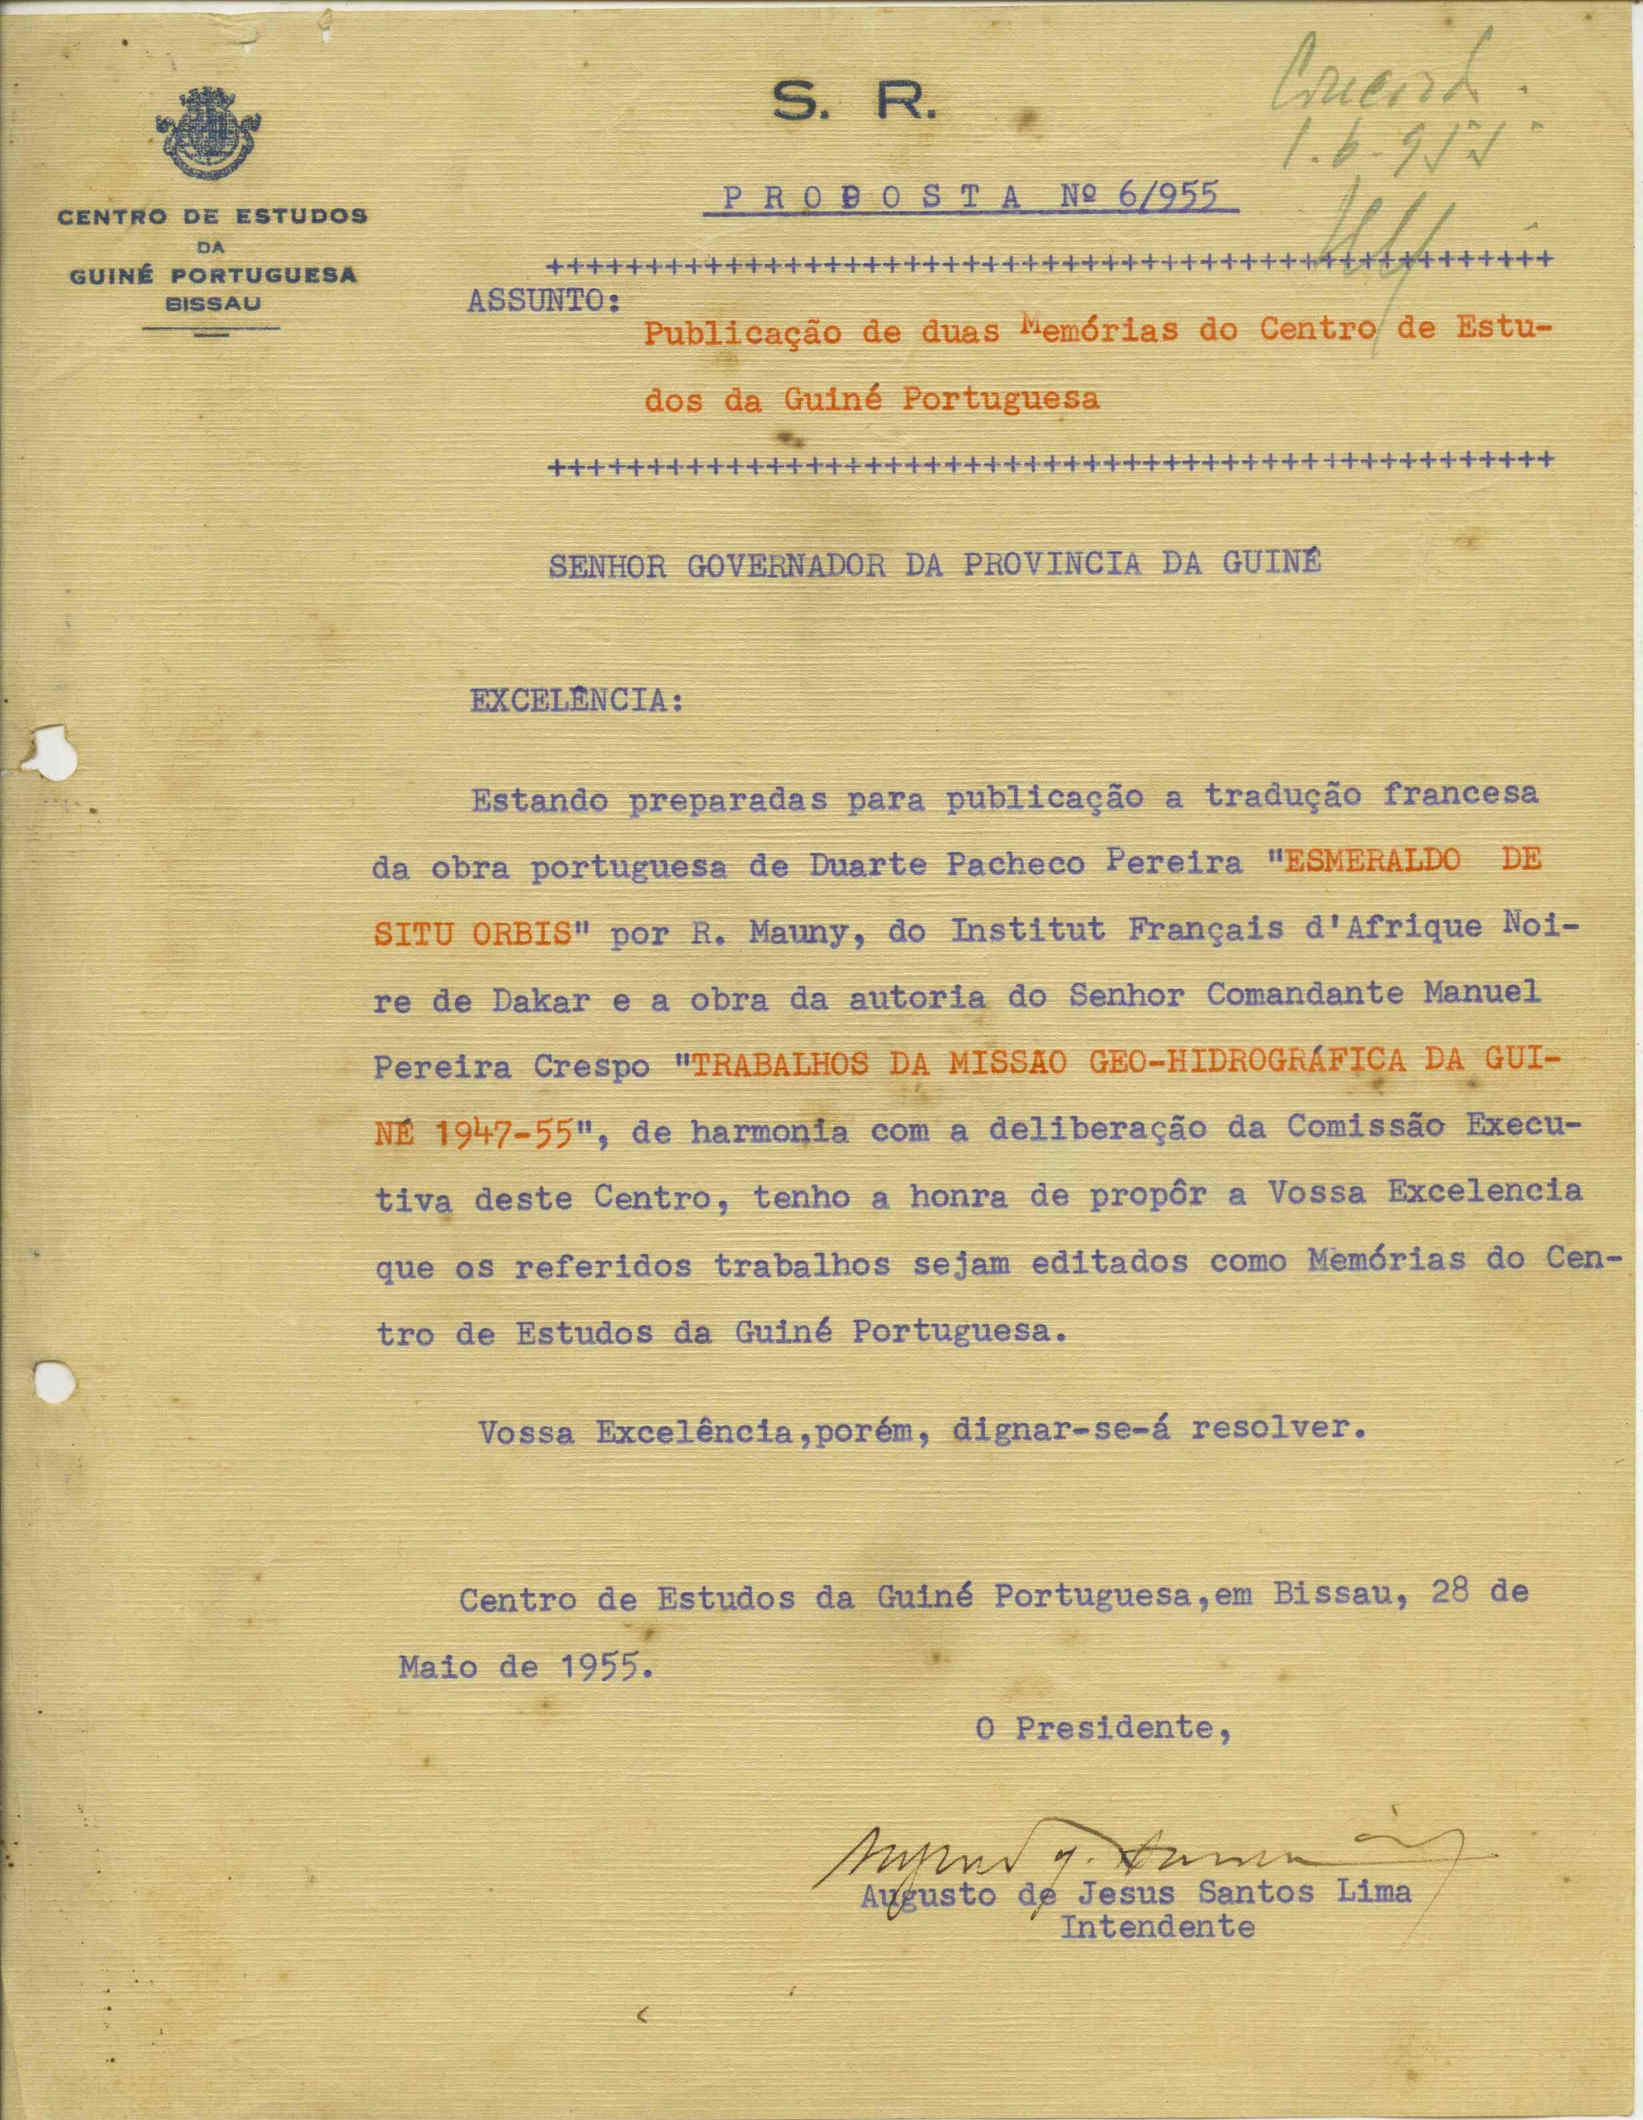 S. R.
Concordo.
1.6.955
CENTRO DE ESTUDOS
DA
GUINÉ PORTUGUESA
BISSAU
P R O P O S T A  Nº 6/955
+++++++++++++++++++++++++++++++++++++++++++++++++++
ASSUNTO:
Publicação de duas Memórias do Centro de Estu-
dos da Guiné Portuguesa
+++++++++++++++++++++++++++++++++++++++++++++++++++
SENHOR GOVERNADOR DA PROVINCIA DA GUINÉ
EXCELÊNCIA:
Estando preparadas para publicação a tradução francesa
da obra portuguesa de Duarte Pacheco Pereira "ESMERALDO DE
SITU ORBIS" por R. Mauny, do Institut Français d'Afrique Noi-
re de Dakar e a obra da autoria do Senhor Comandante Manuel
Pereira Crespo "TRABALHOS DA MISSAO GEO-HIDROGRÁFICA DA GUI-
NÉ 1947-55", de harmonia com a deliberação da Comissão Execu-
tiva deste Centro, tenho a honra de propôr a Vossa Excelencia
que os referidos trabalhos sejam editados como Memórias do Cen-
tro de Estudos da Guiné Portuguesa.
Vossa Excelência,porém, dignar-se-á resolver.
Centro de Estudos da Guiné Portuguesa,em Bissau, 28 de
Maio de 1955.
O Presidente,
Augusto de Jesus Santos Lima
Intendente